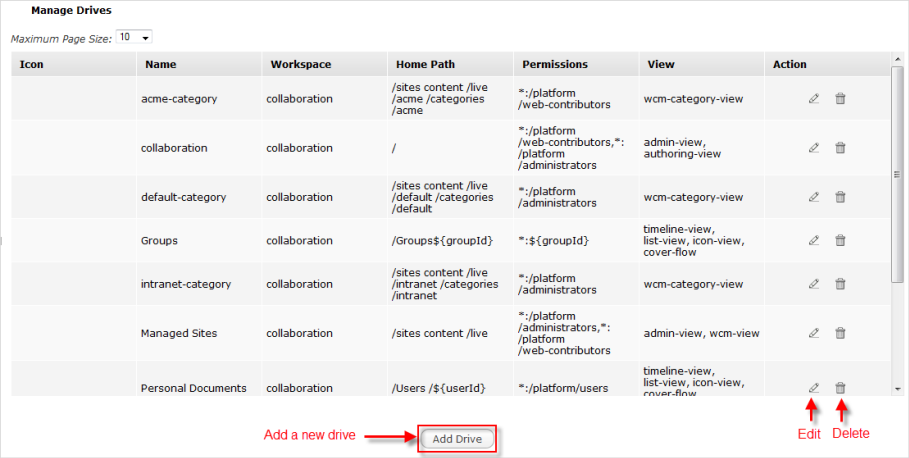 Manage Drives
Maximum Page Size: 10
Icon Name Workspace Home Path Permissions View Action
acme-category collaboration /sites content /live /acme /categories /acme *:/platform /web-contributors wcm-category-view
collaboration collaboration / *:/platform /web-contributors,*: /platform /administrators admin-view, authoring-view
default-category collaboration /sites content /live /default /categories /default *:/platform /administrators wcm-category-view
Groups collaboration /Groups${groupId} *:${groupId} timeline-view, list-view, icon-view, cover-flow
intranet-category collaboration /sites content /live /intranet /categories /intranet *:/platform /administrators wcm-category-view
Managed Sites collaboration /sites content /live *:/platform /administrators,*: /platform /web-contributors admin-view, wcm-view
Personal Documents collaboration /Users /${userId} *:/platform/users timeline-view, list-view, icon-view, cover-flow
Add a new drive Add Drive Edit Delete